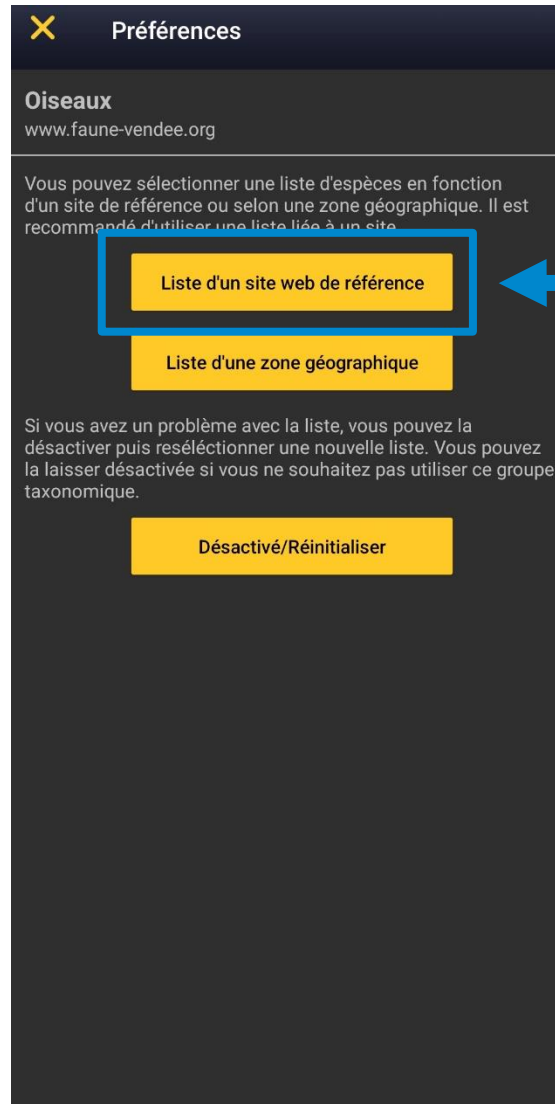 Préférences
Oiseaux
www.faune-vendee.org
Vous pouvez sélectionner une liste d'espèces en fonction
d'un site de référence ou selon une zone géographique. Il est
recommandé d'utiliser une liste liée à un site.
Liste d'un site web de référence
Liste d'une zone géographique
Si vous avez un problème avec la liste, vous pouvez la
désactiver puis reséléctionner une nouvelle liste. Vous pouvez
la laisser désactivée si vous ne souhaitez pas utiliser ce groupe
taxonomique.
Désactivé/Réinitialiser